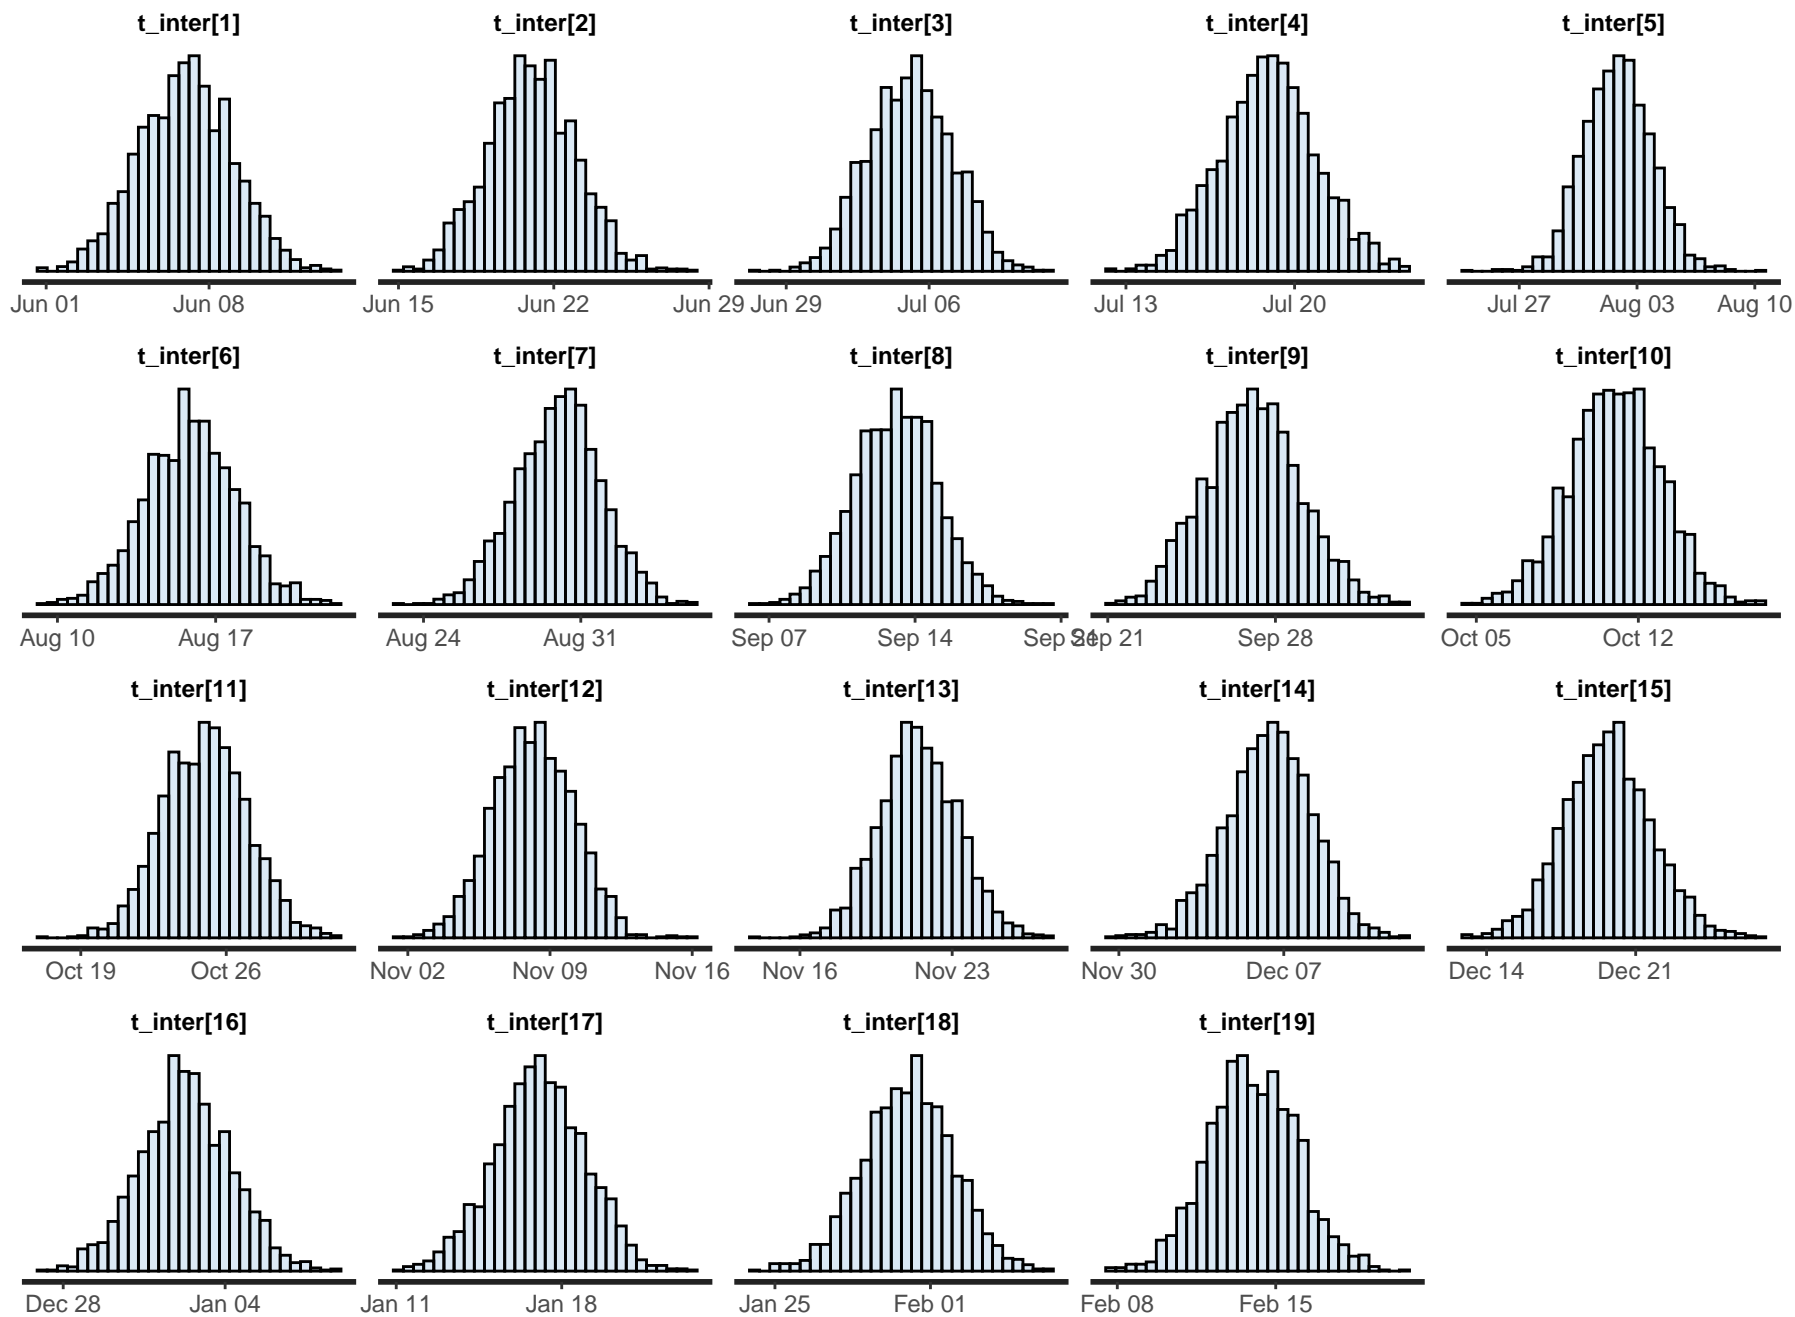 t_inter[1] t_inter[2] t_inter[3] t_inter[4] t_inter[5]
Jun 01 Jun 08 Jun 15 Jun 22 Jun 29 Jun 29 Jul 06 Jul 13 Jul 20 Jul 27 Aug 03 Aug 10
t_inter[6] t_inter[7] t_inter[8] t_inter[9] t_inter[10]
Aug 10 Aug 17 Aug 24 Aug 31 Sep 07 Sep 14 Sep 21 Sep 21 Sep 28 Oct 05 Oct 12
t_inter[11] t_inter[12] t_inter[13] t_inter[14] t_inter[15]
Oct 19 Oct 26 Nov 02 Nov 09 Nov 16 Nov 16 Nov 23 Nov 30 Dec 07 Dec 14 Dec 21
t_inter[16] t_inter[17] t_inter[18] t_inter[19]
Dec 28 Jan 04 Jan 11 Jan 18 Jan 25 Feb 01 Feb 08 Feb 15